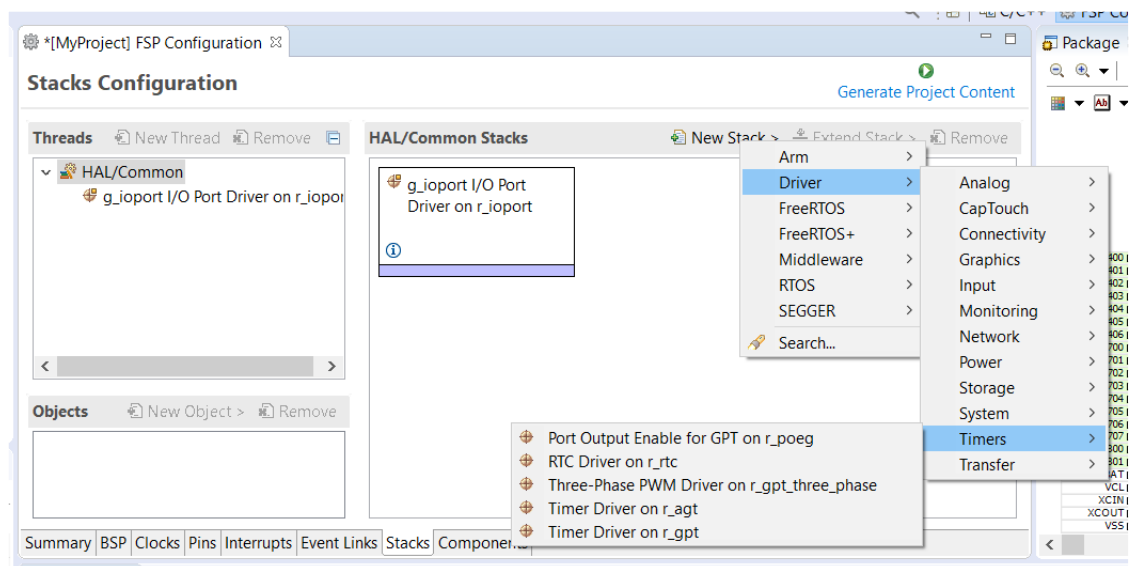 *[MyProject] FSP Configuration
Package
Stacks Configuration
Generate Project Content
Threads
New Thread
Remove
HAL/Common Stacks
New Stack >
Extend Stack >
Remove
HAL/Common
g_ioport I/O Port Driver on r_iopor
g_ioport I/O Port
Driver on r_ioport
Arm
Driver
FreeRTOS
FreeRTOS+
Middleware
RTOS
SEGGER
Search...
Analog
CapTouch
Connectivity
Graphics
Input
Monitoring
Network
Power
Storage
System
Timers
Transfer
Objects
New Object >
Remove
Port Output Enable for GPT on r_poeg
RTC Driver on r_rtc
Three-Phase PWM Driver on r_gpt_three_phase
Timer Driver on r_agt
Timer Driver on r_gpt
Summary
BSP
Clocks
Pins
Interrupts
Event Links
Stacks
Components
VCL
XCIN
XCOUT
VSS